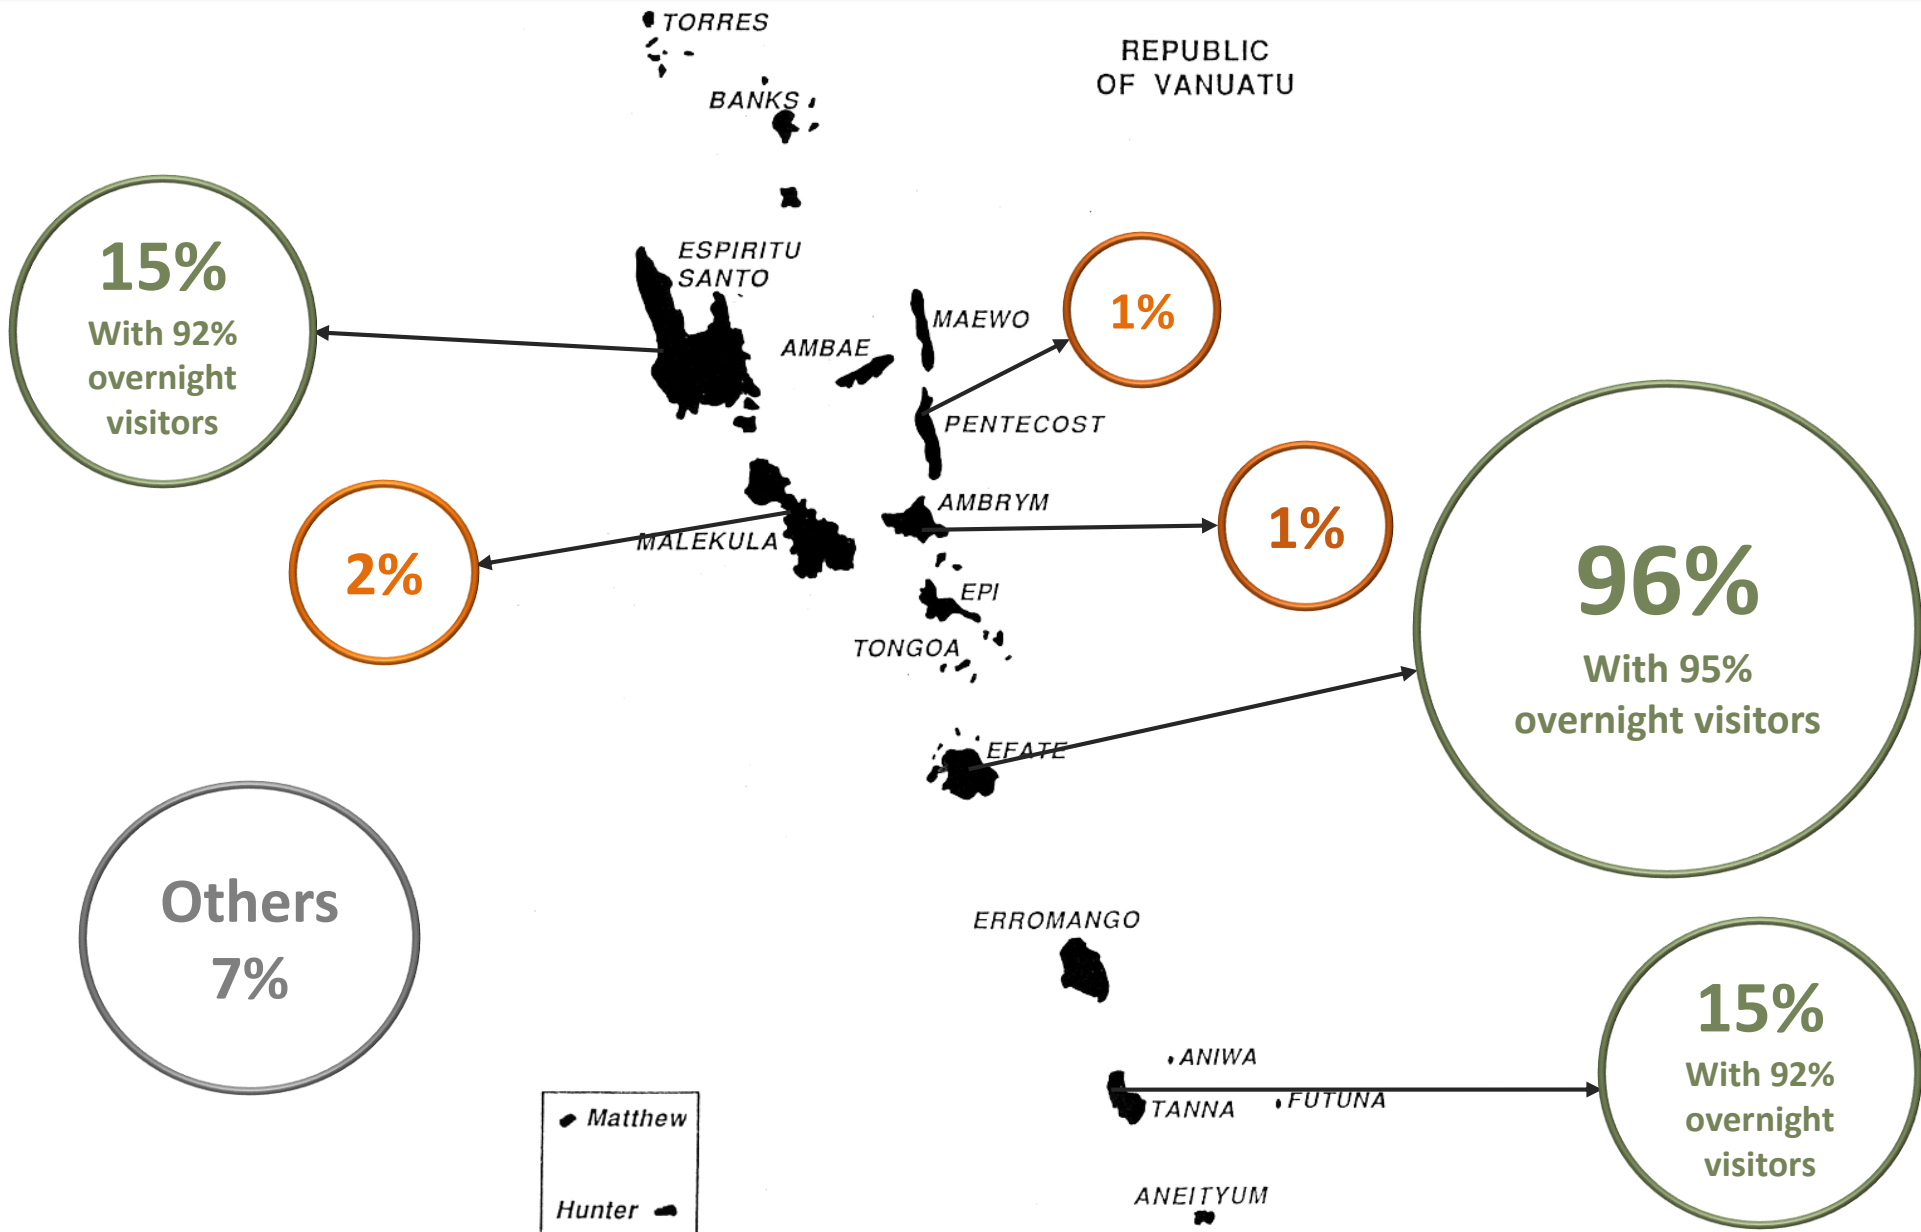 TORRES
REPUBLIC
OF VANUATU
BANKS
15%
With 92%
overnight
visitors
ESPIRITU
SANTO
MAEWO
1%
AMBAE
PENTECOST
AMBRYM
1%
MALEKULA
2%
EPI
TONGOA
96%
With 95%
overnight visitors
EFATE
Others
7%
ERROMANGO
ANIWA
TANNA
FUTUNA
15%
With 92%
overnight
visitors
Matthew
Hunter
ANEITYUM